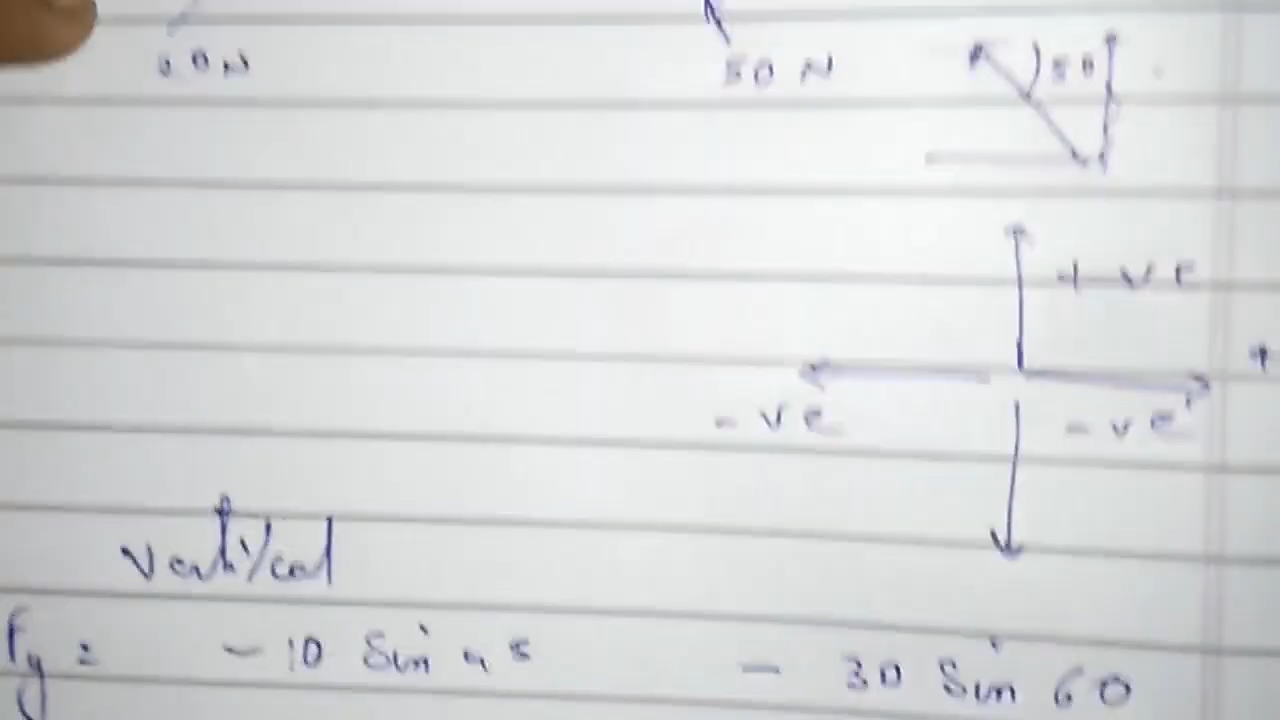 50 N 50
+ ve
+
- ve - ve
Vertical
Fy = - 10 Sin 45 - 30 Sin 60